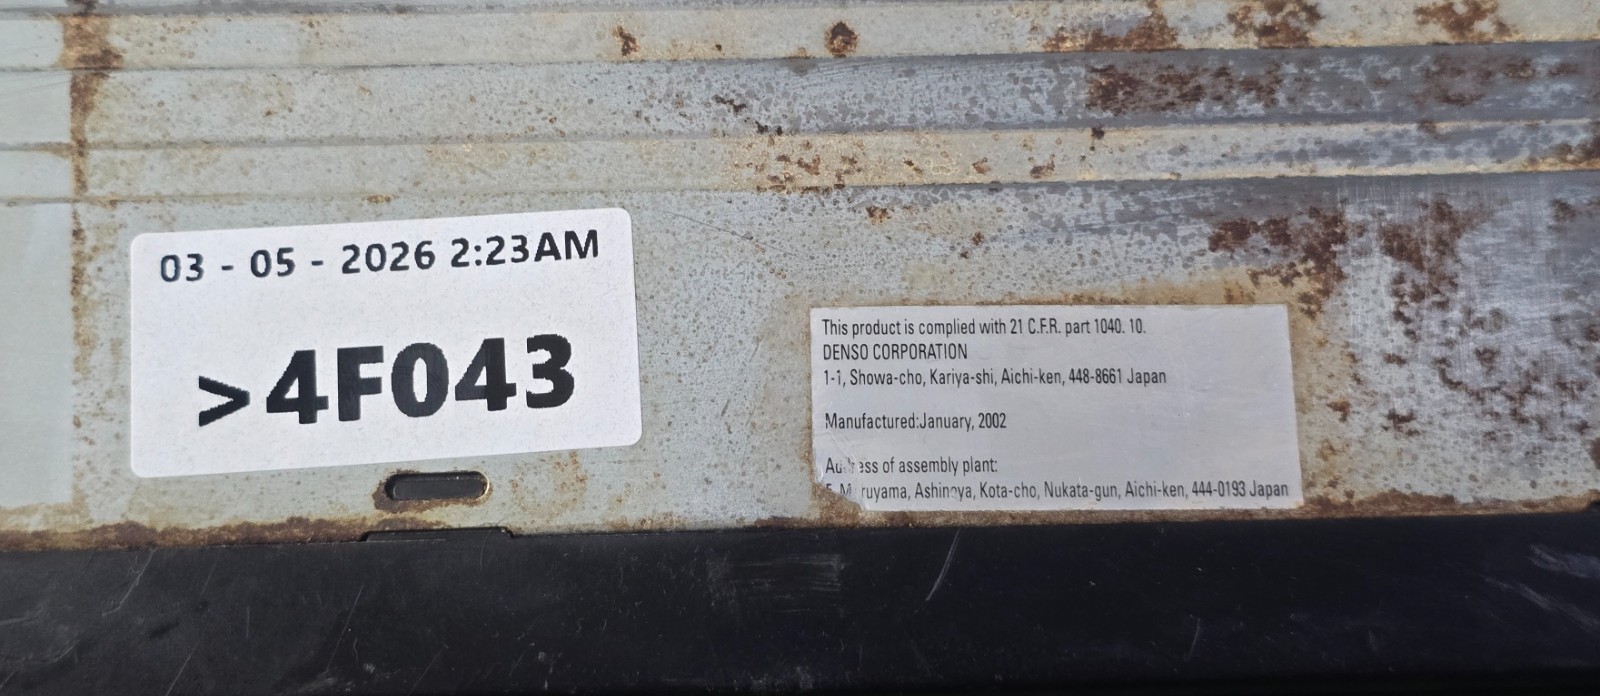 03 - 05 - 2026 2:23AM
>4F043
This product is complied with 21 C.F.R. part 1040. 10.
DENSO CORPORATION
1-1, Showa-cho, Kariya-shi, Aichi-ken, 448-8661 Japan
Manufactured:January, 2002
of assembly plant:
Kota-cho, Nukata-gun, Aichi-ken, 444-0193 Japan